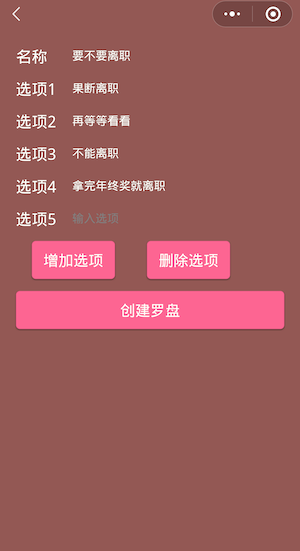 名称 要不要离职
选项1 果断离职
选项2 再等等看看
选项3 不能离职
选项4 拿完年终奖就离职
选项5 输入选项
增加选项 删除选项
创建罗盘